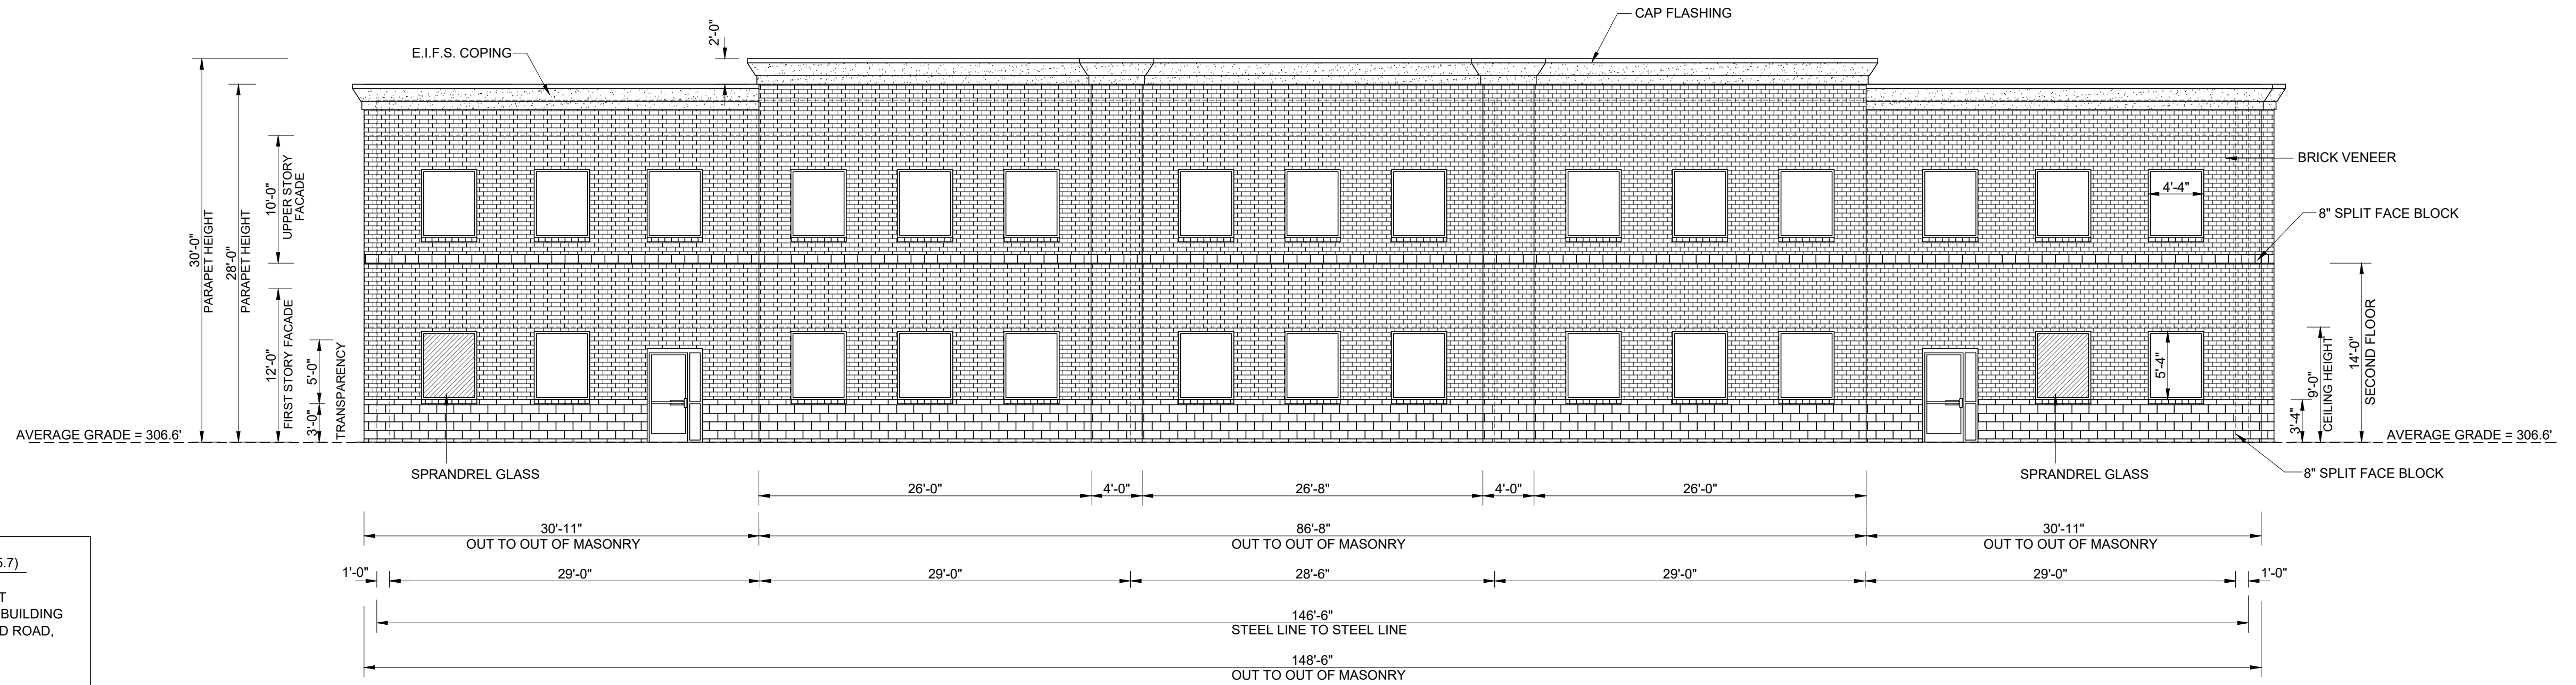 CAP FLASHING
2'-0"
E.I.F.S. COPING
BRICK VENEER
4'-4"
8" SPLIT FACE BLOCK
30'-0"
PARAPET HEIGHT
28'-0"
PARAPET HEIGHT
10'-0"
UPPER STORY
FACADE
12'-0"
FIRST STORY FACADE
5'-0"
3'-0"
TRANSPARENCY
5'-4"
3'-4"
9'-0"
CEILING HEIGHT
14'-0"
SECOND FLOOR
AVERAGE GRADE = 306.6'
AVERAGE GRADE = 306.6'
SPRANDREL GLASS
SPRANDREL GLASS
8" SPLIT FACE BLOCK
26'-0" 4'-0" 26'-8" 4'-0" 26'-0"
30'-11" 86'-8" 30'-11"
OUT TO OUT OF MASONRY OUT TO OUT OF MASONRY OUT TO OUT OF MASONRY
1'-0" 29'-0" 29'-0" 28'-6" 29'-0" 29'-0" 1'-0"
146'-6"
STEEL LINE TO STEEL LINE
148'-6"
OUT TO OUT OF MASONRY
5.7)
T
BUILDING
D ROAD,